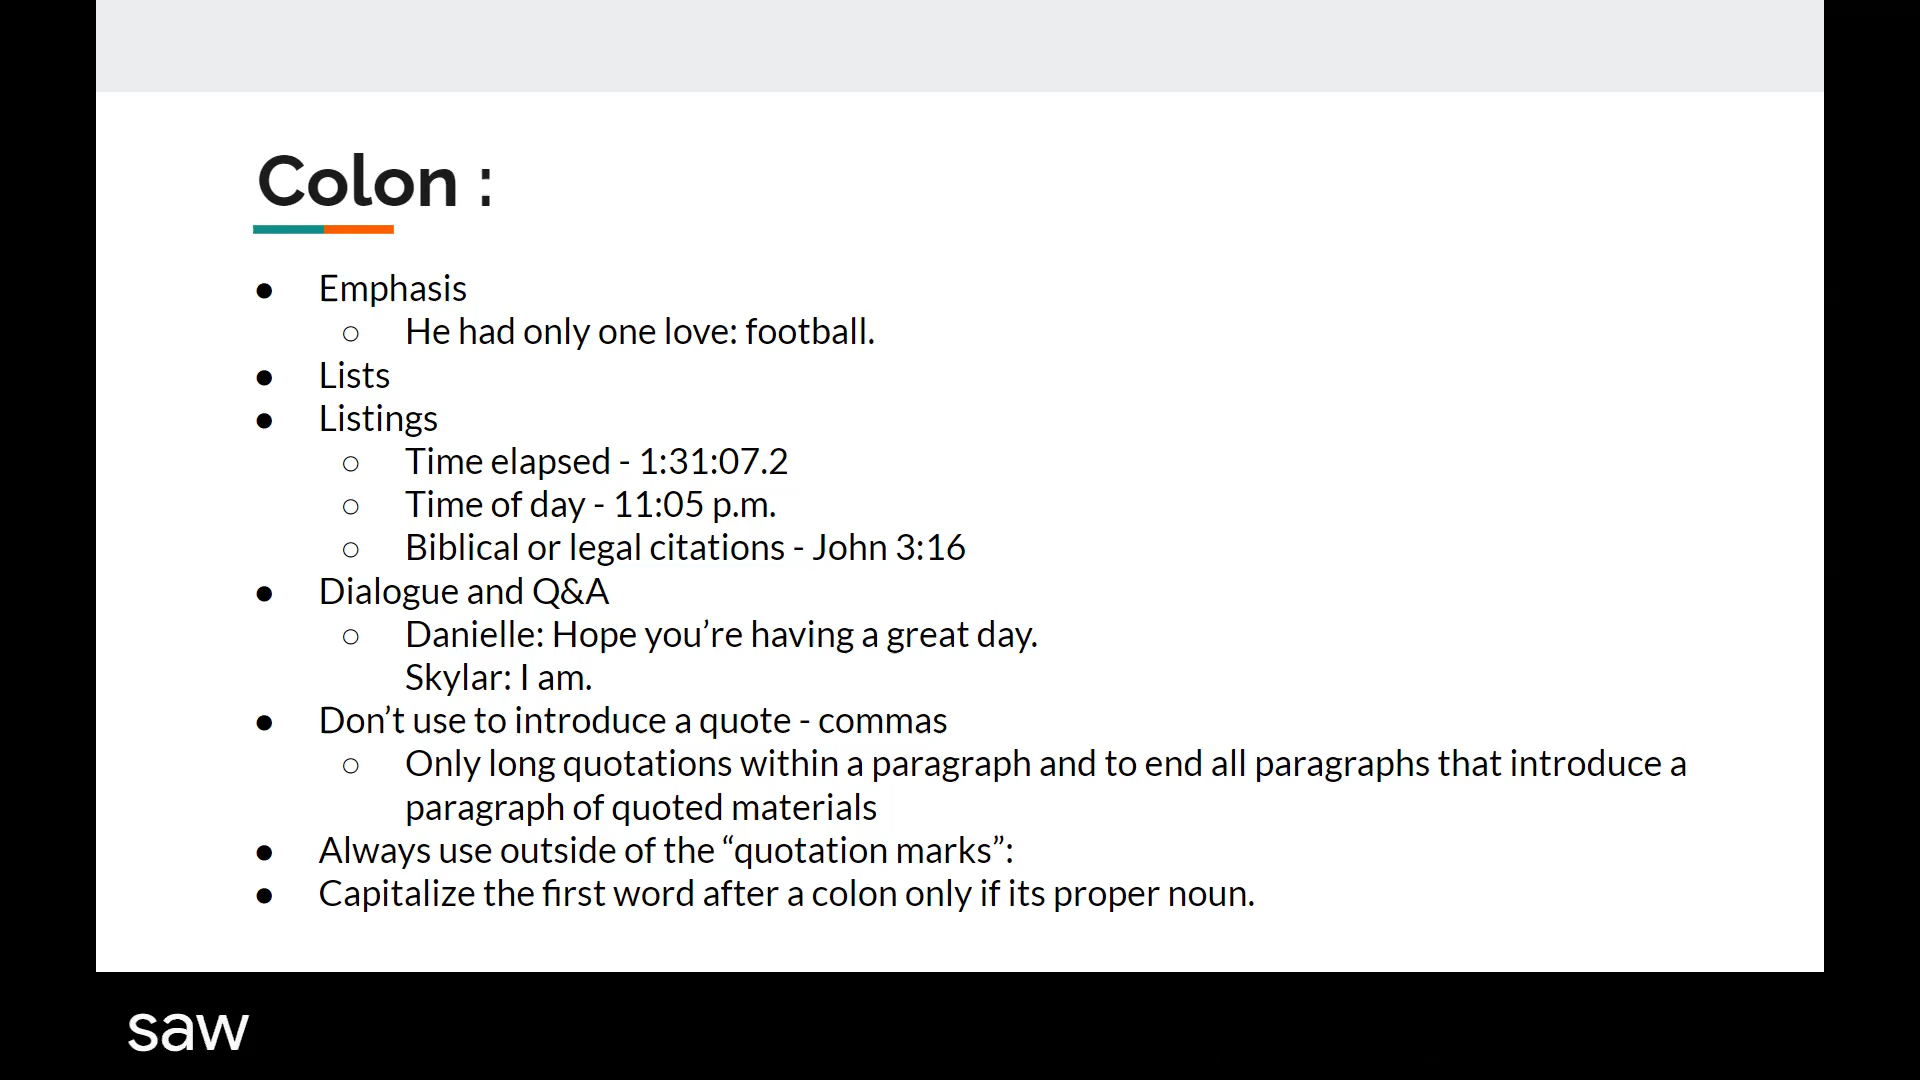 Colon :
● Emphasis
○ He had only one love: football.
● Lists
● Listings
○ Time elapsed - 1:31:07.2
○ Time of day - 11:05 p.m.
○ Biblical or legal citations - John 3:16
● Dialogue and Q&A
○ Danielle: Hope you’re having a great day.
Skylar: I am.
● Don’t use to introduce a quote - commas
○ Only long quotations within a paragraph and to end all paragraphs that introduce a
paragraph of quoted materials
● Always use outside of the “quotation marks”:
● Capitalize the first word after a colon only if its proper noun.
saw